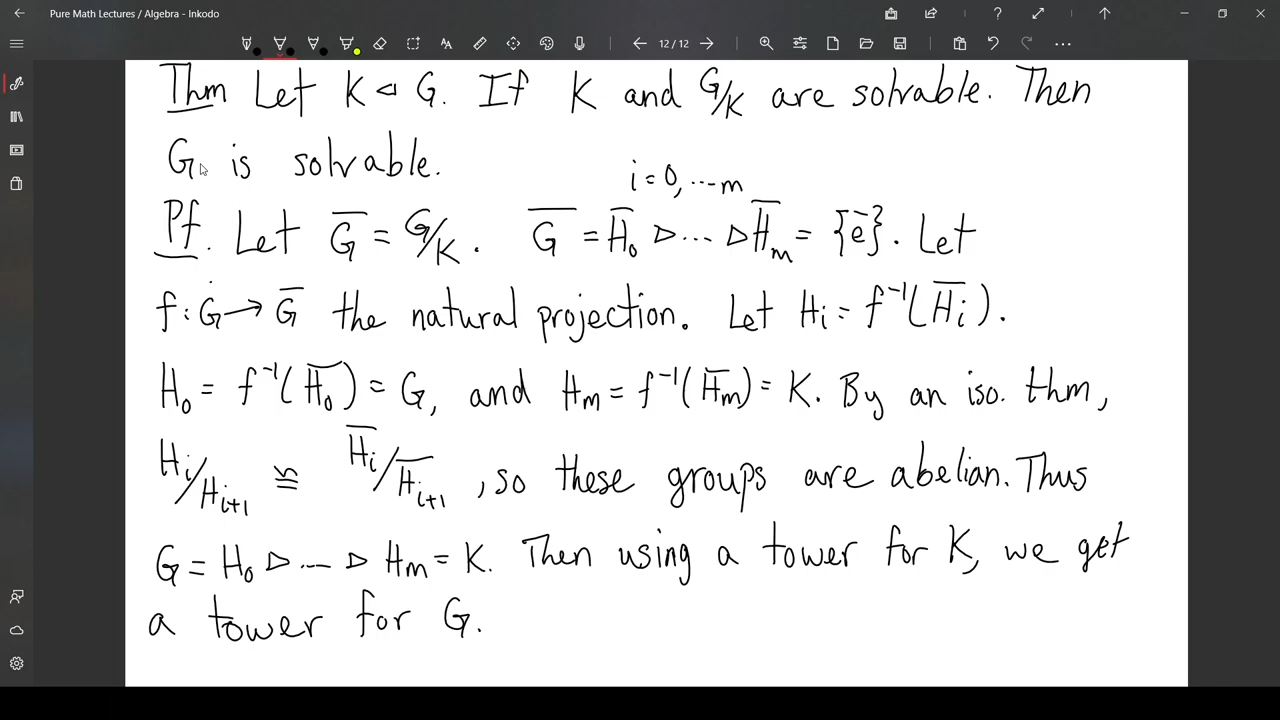 Pure Math Lectures / Algebra - Inkodo
12/12
Thm Let K ◁ G. If K and G/K are solvable. Then
G is solvable.
i = 0, ... m
Pf. Let G̅ = G/K. G̅ = H̅₀ ▷ ... ▷ H̅ₘ = {e̅}. Let
f: G → G̅ the natural projection. Let Hᵢ = f⁻¹(H̅ᵢ).
H₀ = f⁻¹(H̅₀) = G, and Hₘ = f⁻¹(H̅ₘ) = K. By an iso. thm,
Hᵢ/Hᵢ₊₁ ≅ H̅ᵢ/H̅ᵢ₊₁, so these groups are abelian. Thus
G = H₀ ▷ ... ▷ Hₘ = K. Then using a tower for K, we get
a tower for G.